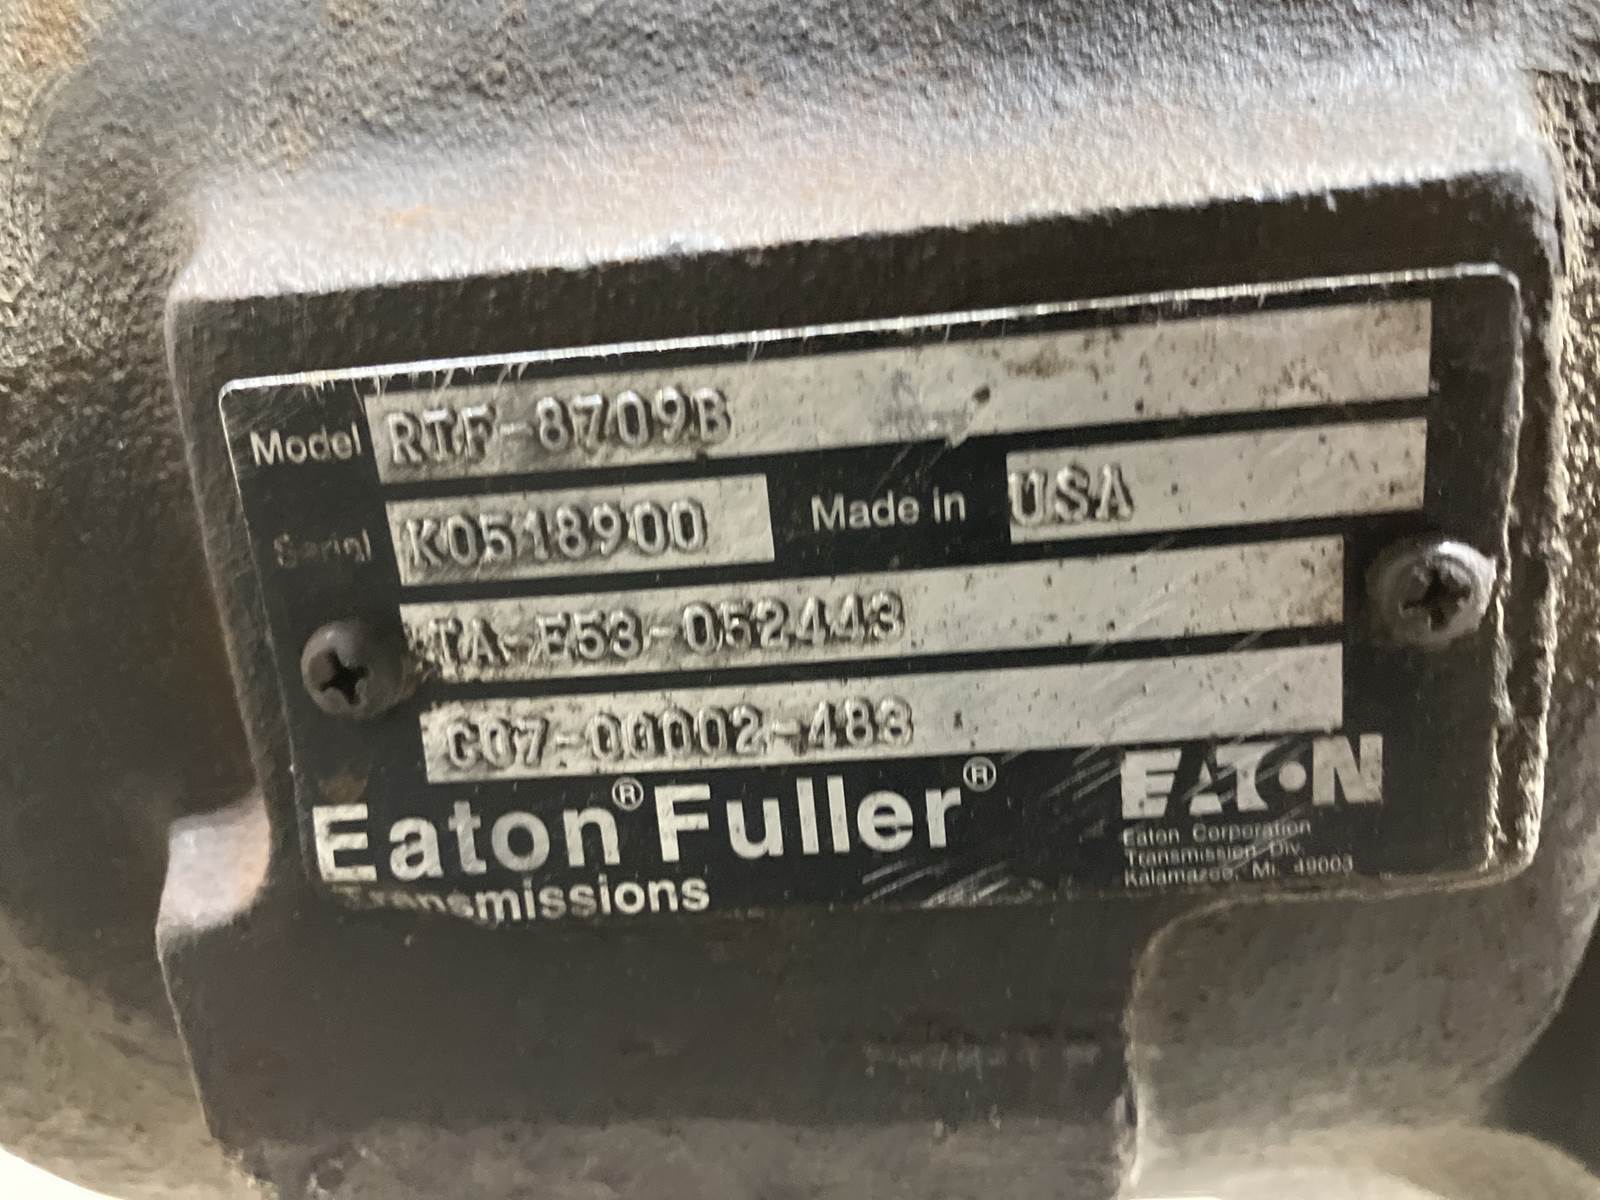 Model RTF-8709B
Serial K0518900 Made in USA
TA-E53-052443
C07-00002-483
Eaton® Fuller®
Transmissions
EATON
Eaton Corporation
Transmission Div.
Kalamazoo, Mi. 49003